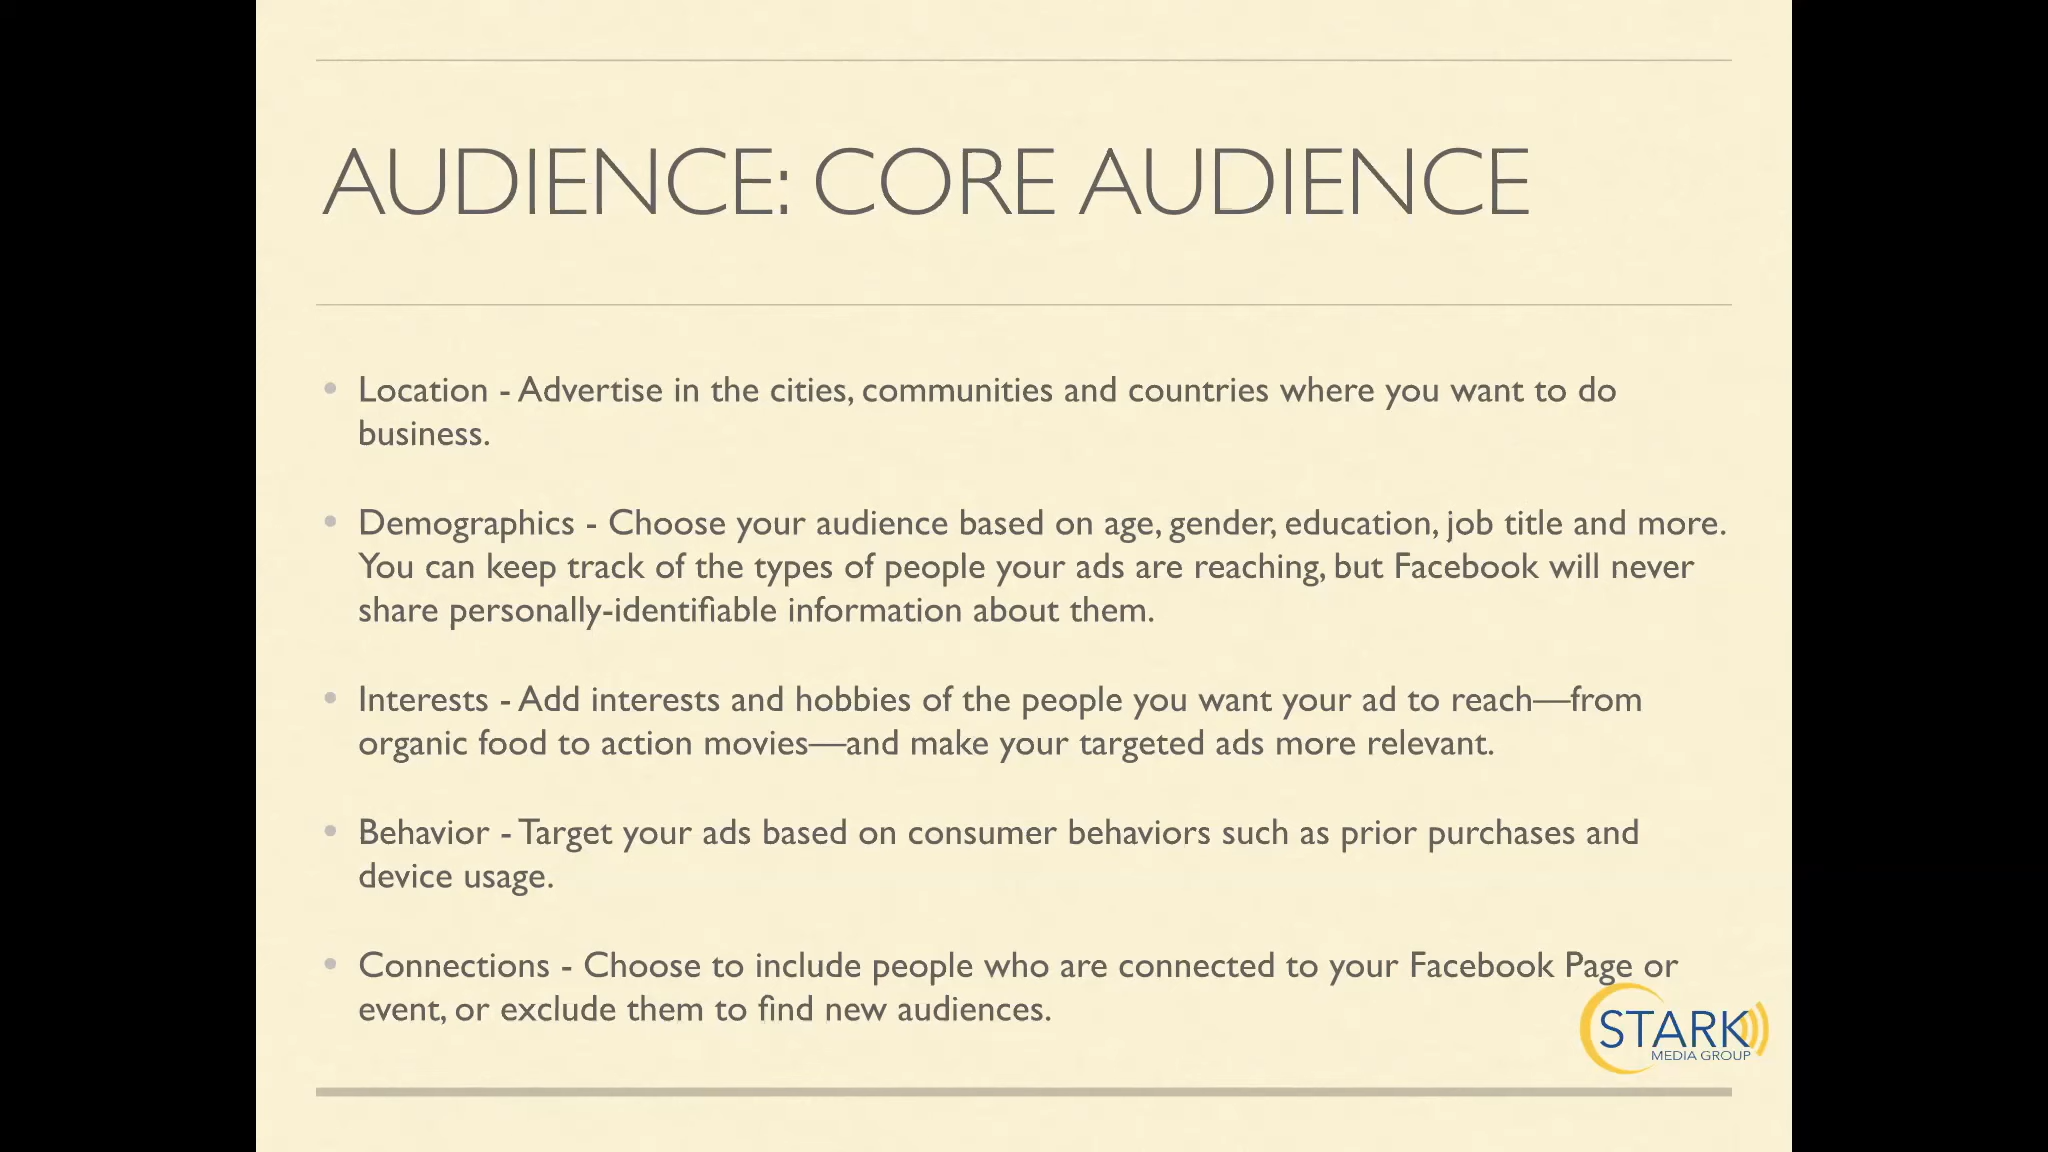 AUDIENCE: CORE AUDIENCE
• Location - Advertise in the cities, communities and countries where you want to do
business.
• Demographics - Choose your audience based on age, gender, education, job title and more.
You can keep track of the types of people your ads are reaching, but Facebook will never
share personally-identifiable information about them.
• Interests - Add interests and hobbies of the people you want your ad to reach—from
organic food to action movies—and make your targeted ads more relevant.
• Behavior - Target your ads based on consumer behaviors such as prior purchases and
device usage.
• Connections - Choose to include people who are connected to your Facebook Page or
event, or exclude them to find new audiences.
STARK
MEDIA GROUP